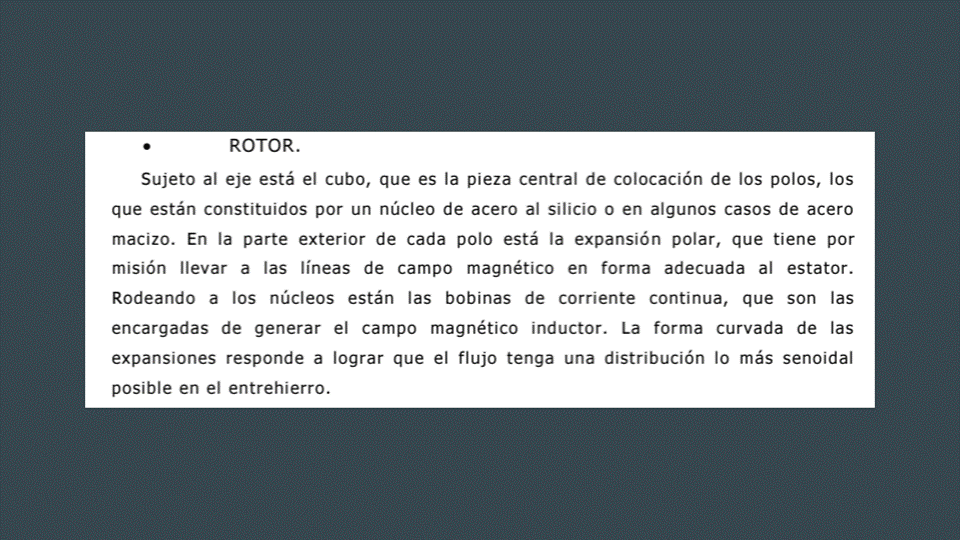 • ROTOR.
Sujeto al eje está el cubo, que es la pieza central de colocación de los polos, los
que están constituidos por un núcleo de acero al silicio o en algunos casos de acero
macizo. En la parte exterior de cada polo está la expansión polar, que tiene por
misión llevar a las líneas de campo magnético en forma adecuada al estator.
Rodeando a los núcleos están las bobinas de corriente continua, que son las
encargadas de generar el campo magnético inductor. La forma curvada de las
expansiones responde a lograr que el flujo tenga una distribución lo más senoidal
posible en el entrehierro.